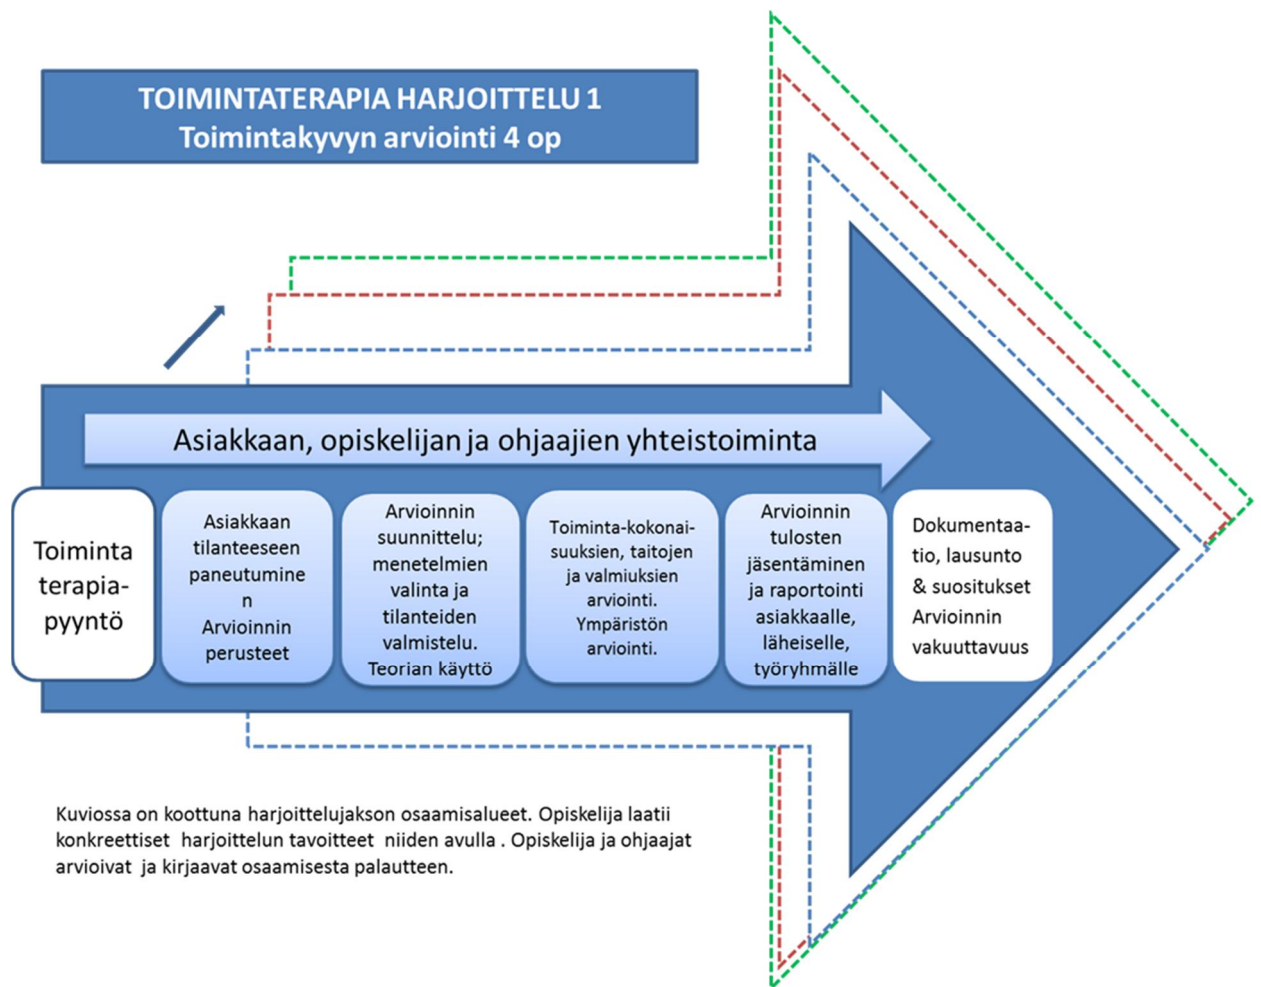 TOIMINTATERAPIA HARJOITTELU 1
Toimintakyvyn arviointi 4 op
Asiakkaan, opiskelijan ja ohjaajien yhteistoiminta
Toiminta
terapia-
pyyntö
Asiakkaan
tilanteeseen
paneutumine
n
Arvioinnin
perusteet
Arvioinnin
suunnittelu;
menetelmien
valinta ja
tilanteiden
valmistelu.
Teorian käyttö
Toiminta-kokonai-
suuksien, taitojen
ja valmiuksien
arviointi.
Ympäristön
arviointi.
Arvioinnin
tulosten
jäsentäminen
ja raportointi
asiakkaalle,
läheiselle,
työryhmälle
Dokumentaa-
tio, lausunto
& suositukset
Arvioinnin
vakuuttavuus
Kuviossa on koottuna harjoittelujakson osaamisalueet. Opiskelija laatii
konkreettiset harjoittelun tavoitteet niiden avulla . Opiskelija ja ohjaajat
arvioivat ja kirjaavat osaamisesta palautteen.